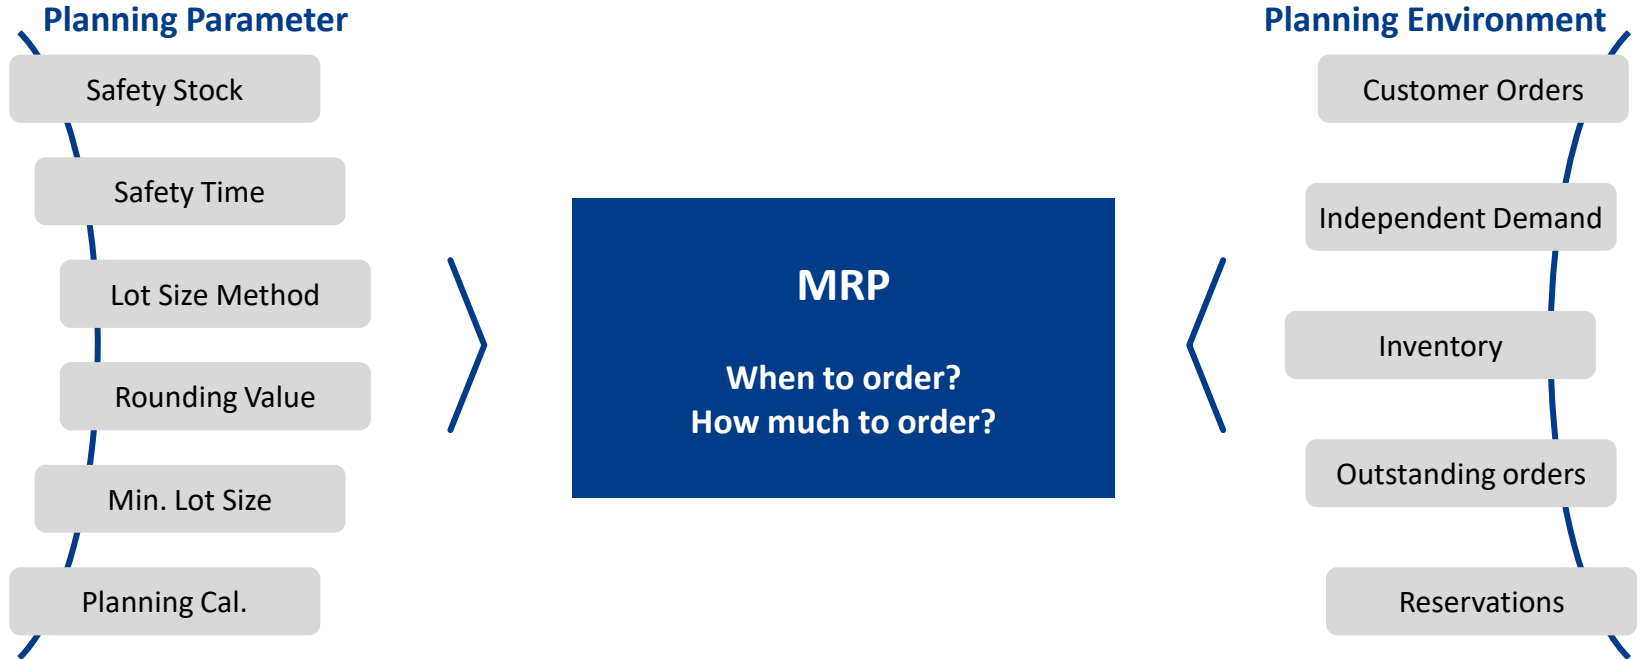 Planning Parameter
Safety Stock
Safety Time
Lot Size Method
Rounding Value
Min. Lot Size
Planning Cal.
MRP
When to order?
How much to order?
Planning Environment
Customer Orders
Independent Demand
Inventory
Outstanding orders
Reservations